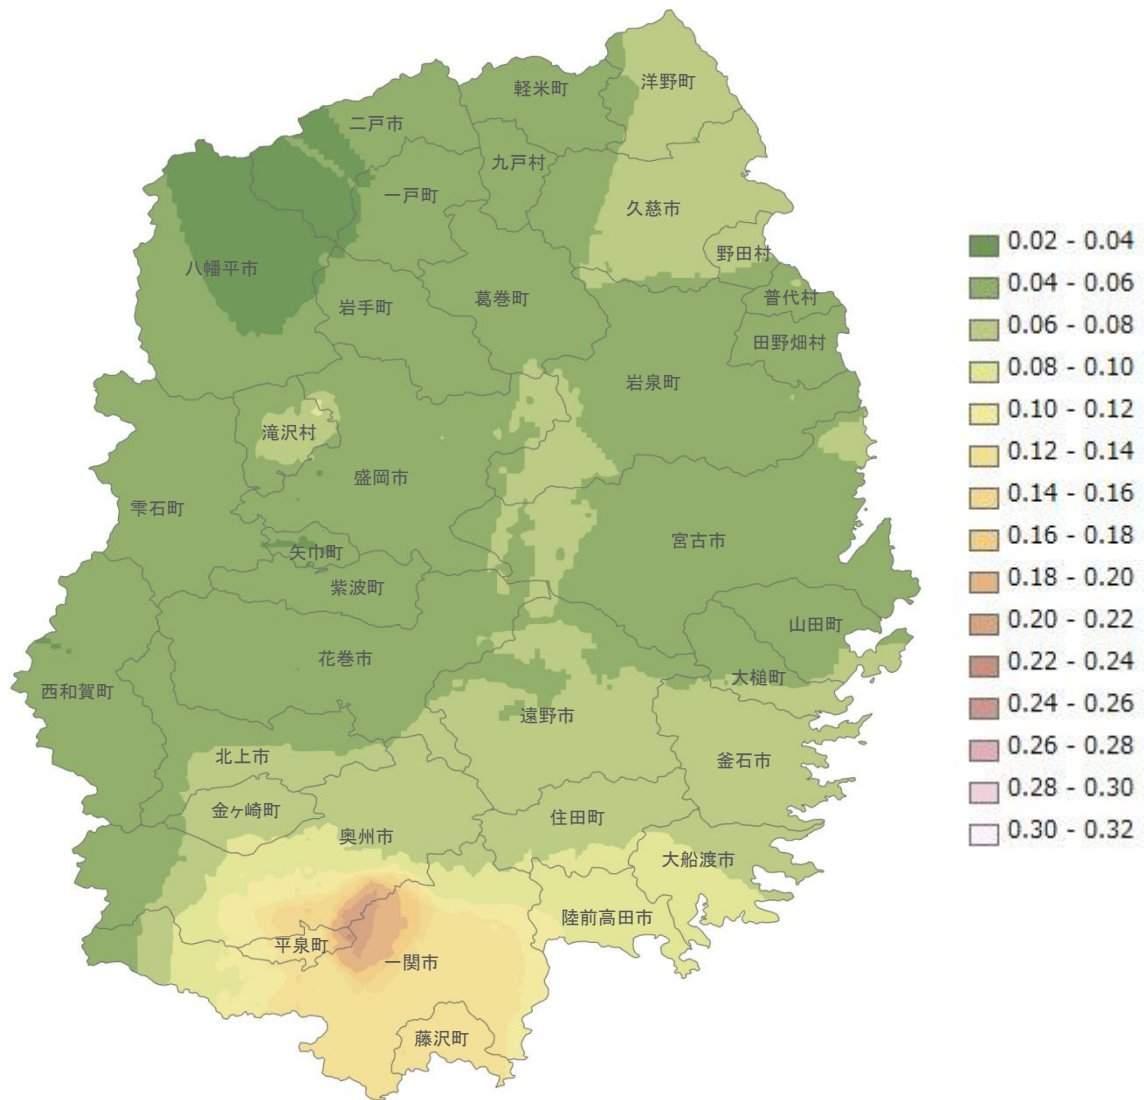 洋野町
軽米町
二戸市
九戸村
一戸町
久慈市
野田村
八幡平市
普代村
葛巻町
岩手町
田野畑村
岩泉町
滝沢村
盛岡市
雫石町
宮古市
矢巾町
紫波町
山田町
花巻市
大槌町
西和賀町
遠野市
北上市
釜石市
金ヶ崎町
住田町
奥州市
大船渡市
陸前高田市
平泉町
一関市
藤沢町
0.02 - 0.04
0.04 - 0.06
0.06 - 0.08
0.08 - 0.10
0.10 - 0.12
0.12 - 0.14
0.14 - 0.16
0.16 - 0.18
0.18 - 0.20
0.20 - 0.22
0.22 - 0.24
0.24 - 0.26
0.26 - 0.28
0.28 - 0.30
0.30 - 0.32